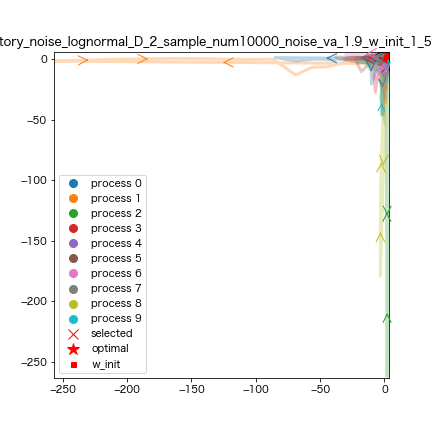 tory_noise_lognormal_D_2_sample_num10000_noise_va_1.9_w_init_1_5
0
−50
−100
−150
−200
−250
process 0
process 1
process 2
process 3
process 4
process 5
process 6
process 7
process 8
process 9
selected
optimal
w_init
−250 −200 −150 −100 −50 0